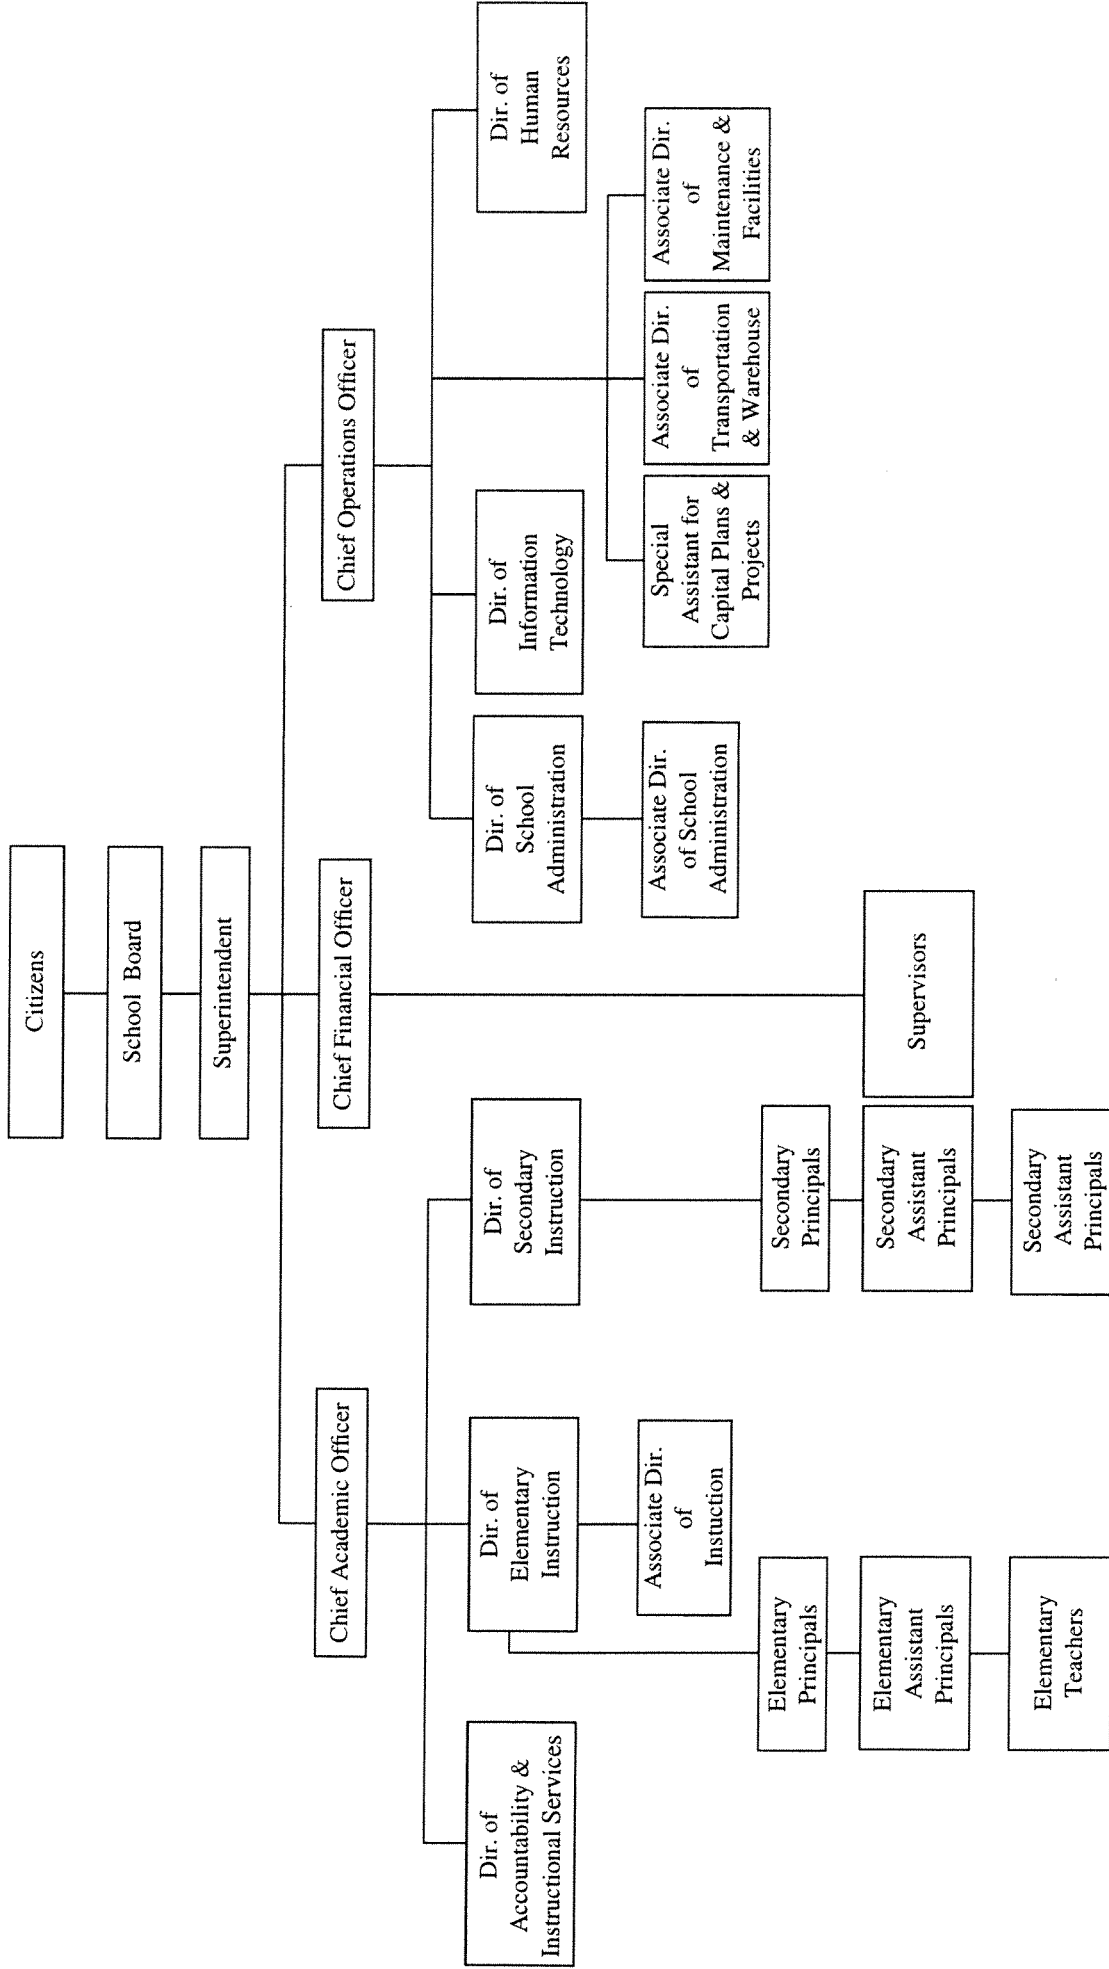 Citizens
School Board
Superintendent
Chief Academic Officer
Chief Financial Officer
Chief Operations Officer
Dir. of
Accountability &
Instructional Services
Dir. of
Elementary
Instruction
Dir. of
Secondary
Instruction
Dir. of
School
Administration
Dir. of
Information
Technology
Dir. of
Human
Resources
Associate Dir.
of
Instuction
Associate Dir.
of School
Administration
Special
Assistant for
Capital Plans &
Projects
Associate Dir.
of
Transportation
& Warehouse
Associate Dir.
of
Maintenance &
Facilities
Elementary
Principals
Secondary
Principals
Elementary
Assistant
Principals
Secondary
Assistant
Principals
Supervisors
Elementary
Teachers
Secondary
Assistant
Principals